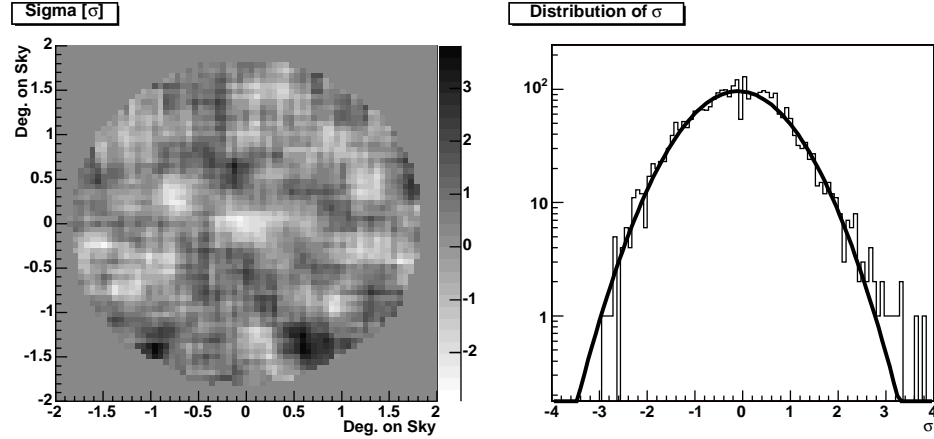 Sigma [σ]
Deg. on Sky
2
1.5
1
0.5
0
-0.5
-1
-1.5
-2
-2 -1.5 -1 -0.5 0 0.5 1 1.5 2
Deg. on Sky
3
2
1
0
-1
-2
Distribution of σ
10²
10
1
-4 -3 -2 -1 0 1 2 3 4
σ